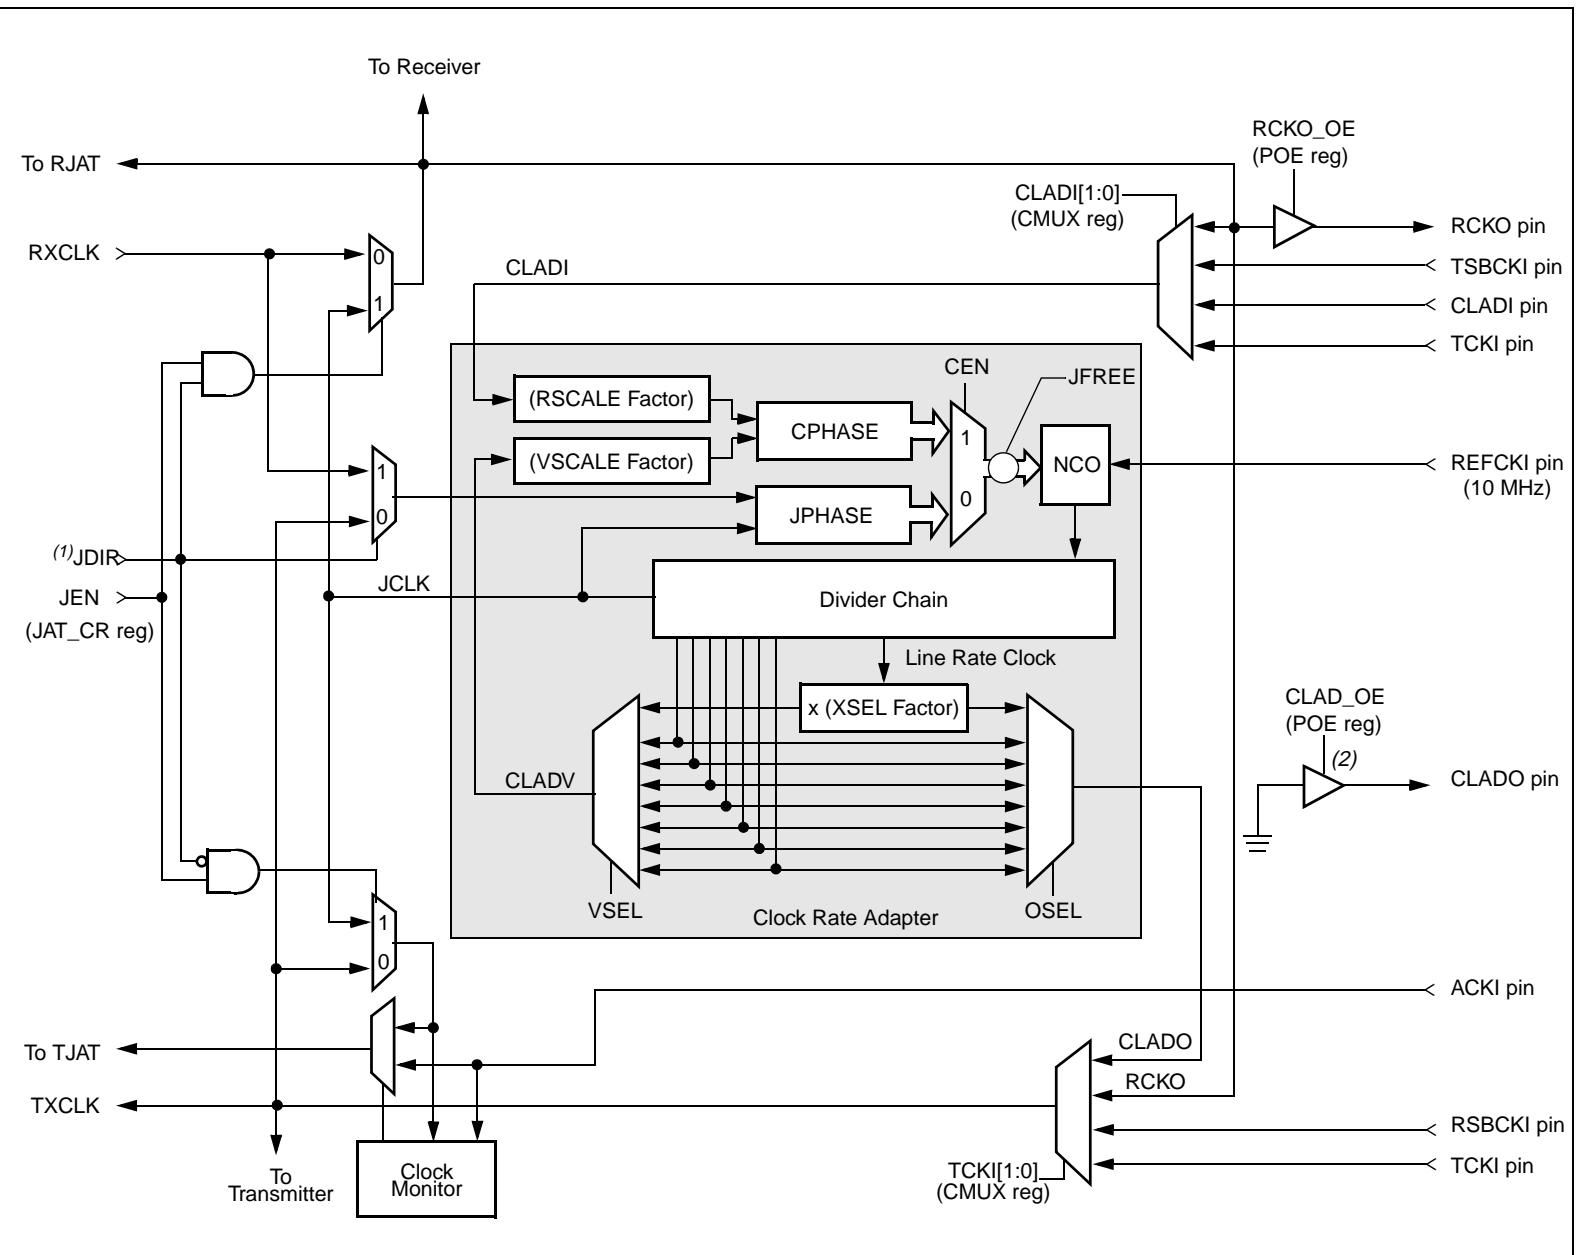 To Receiver
To RJAT
RCKO_OE
(POE reg)
CLADI[1:0]
(CMUX reg)
RCKO pin
RXCLK
0
1
CLADI
TSBCKI pin
CLADI pin
TCKI pin
CEN
JFREE
(RSCALE Factor)
(VSCALE Factor)
CPHASE
1
0
NCO
REFCKI pin
(10 MHz)
1
0
JPHASE
(1)JDIR
JEN
(JAT_CR reg)
JCLK
Divider Chain
Line Rate Clock
x (XSEL Factor)
CLADV
CLAD_OE
(POE reg)
(2)
CLADO pin
VSEL
Clock Rate Adapter
OSEL
1
0
ACKI pin
To TJAT
CLADO
RCKO
TXCLK
RSBCKI pin
TCKI pin
TCKI[1:0]
(CMUX reg)
To
Transmitter
Clock
Monitor